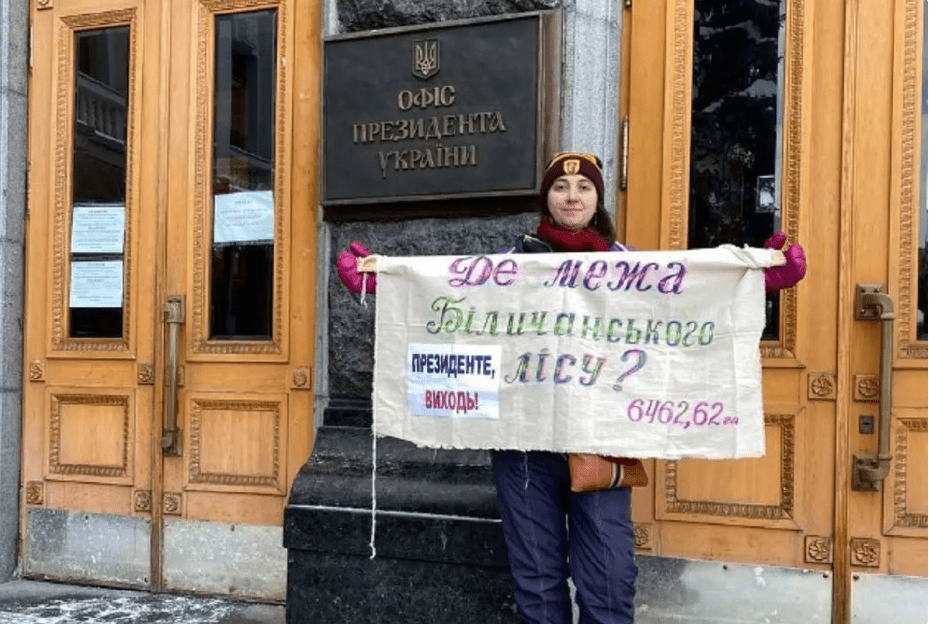 ОФІС
ПРЕЗИДЕНТА
УКРАЇНИ
Де межа
Біличанського
лісу?
ПРЕЗИДЕНТЕ,
ВИХОДЬ!
6462,62 га